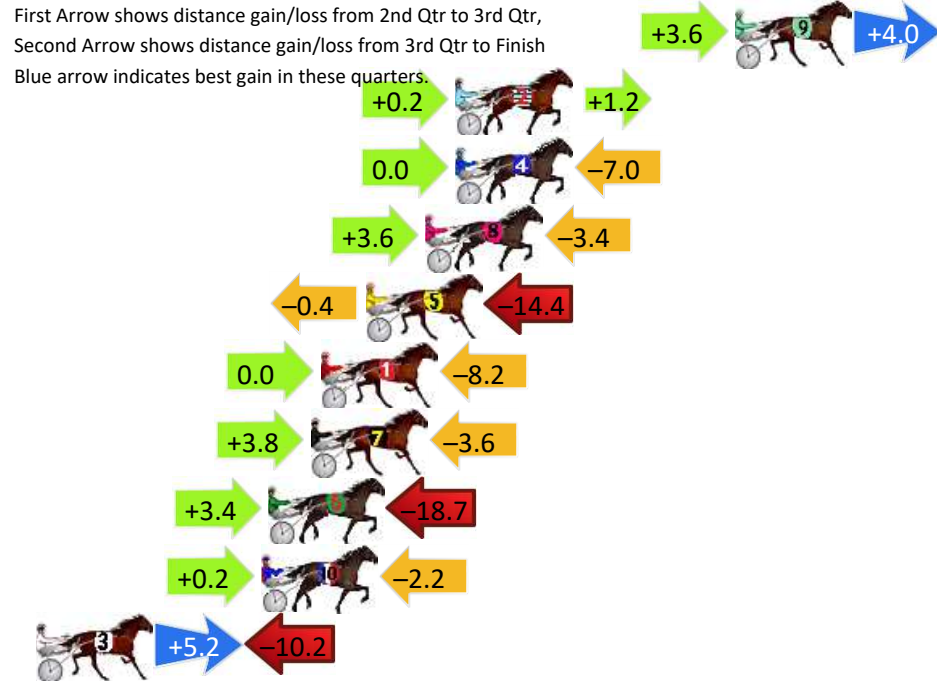 First Arrow shows distance gain/loss from 2nd Qtr to 3rd Qtr,
Second Arrow shows distance gain/loss from 3rd Qtr to Finish
Blue arrow indicates best gain in these quarters.
+3.6 9 +4.0
+0.2 2 +1.2
0.0 4 –7.0
+3.6 8 –3.4
–0.4 5 –14.4
0.0 1 –8.2
+3.8 7 –3.6
+3.4 6 –18.7
+0.2 10 –2.2
3 +5.2 –10.2